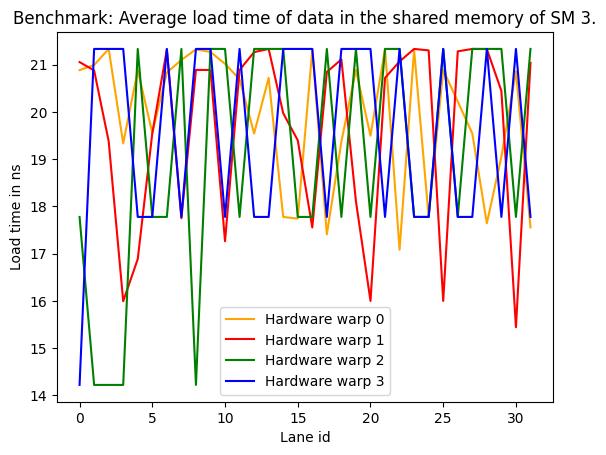 Benchmark: Average load time of data in the shared memory of SM 3.
Load time in ns
21
20
19
18
17
16
15
14
Hardware warp 0
Hardware warp 1
Hardware warp 2
Hardware warp 3
0 5 10 15 20 25 30
Lane id